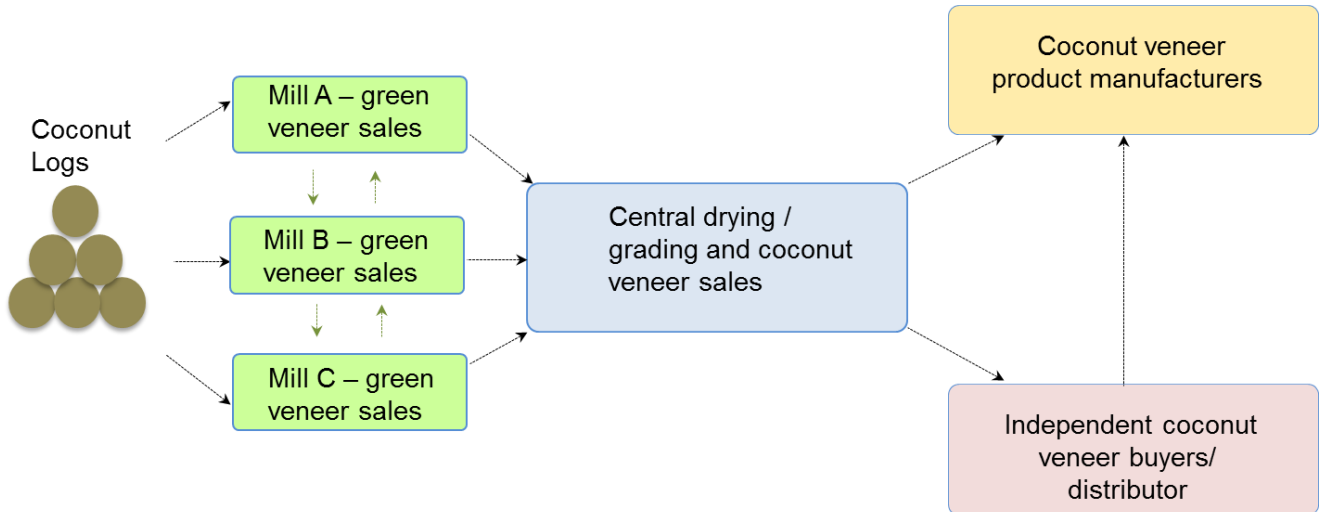 Coconut
Logs
Mill A – green
veneer sales
Mill B – green
veneer sales
Mill C – green
veneer sales
Central drying /
grading and coconut
veneer sales
Coconut veneer
product manufacturers
Independent coconut
veneer buyers/
distributor